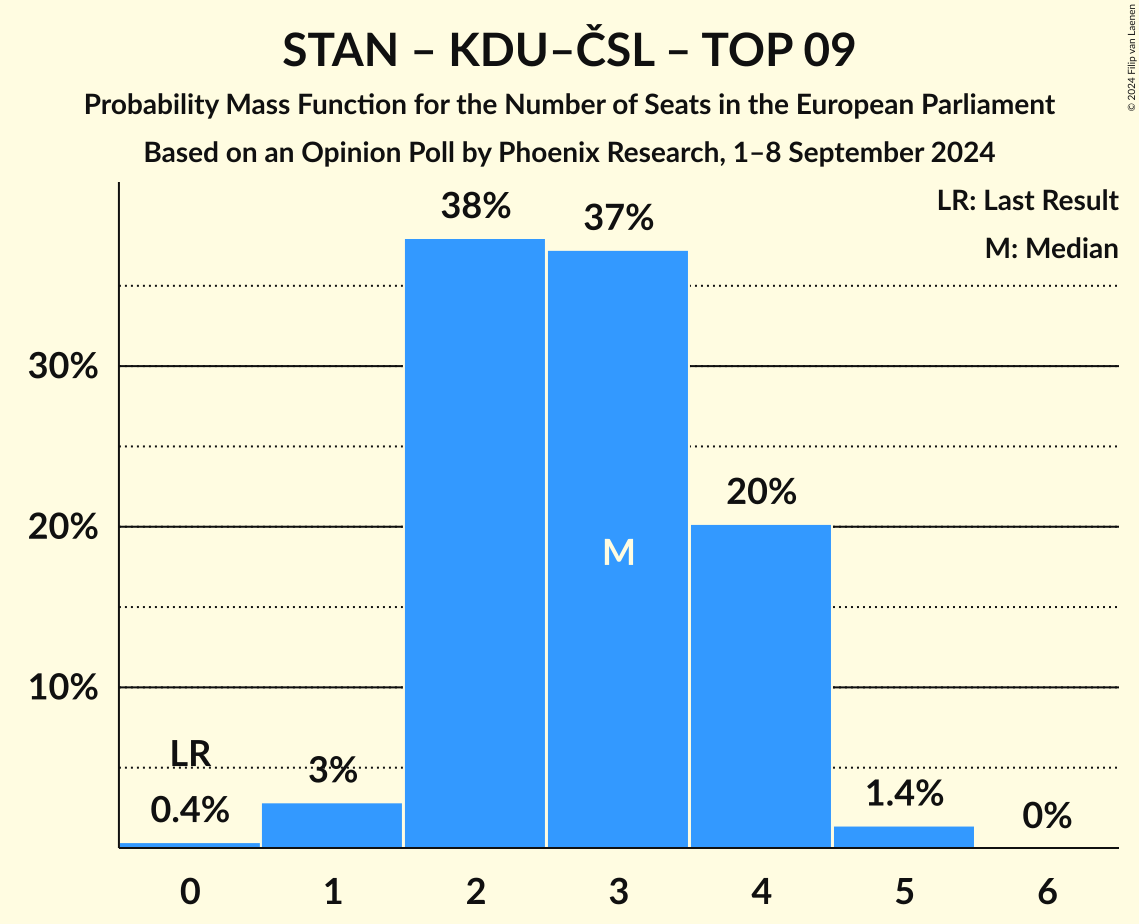 STAN – KDU–ČSL – TOP 09
Probability Mass Function for the Number of Seats in the European Parliament
Based on an Opinion Poll by Phoenix Research, 1–8 September 2024
© 2024 Filip van Laenen
LR: Last Result
M: Median
38%
37%
30%
20%
M
20%
10%
LR
3%
0.4%
1.4%
0%
0 1 2 3 4 5 6